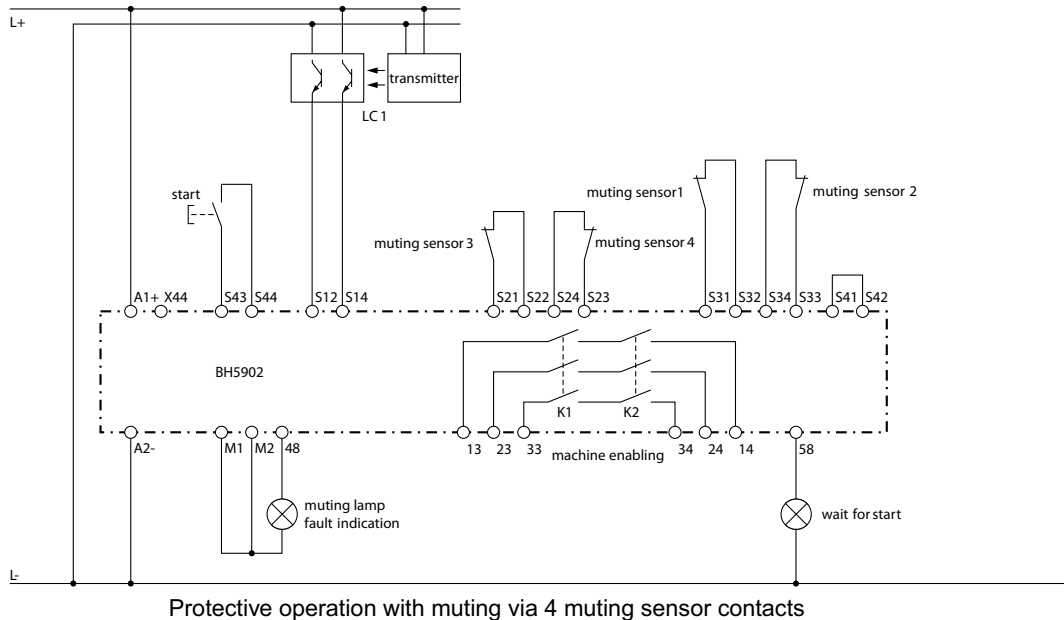 L+
transmitter
LC 1
start
muting sensor1
muting sensor 2
muting sensor 3
muting sensor 4
A1+ X44 S43 S44 S12 S14 S21 S22 S24 S23 S31 S32 S34 S33 S41 S42
BH5902
K1 K2
A2- M1 M2 48 13 23 33 machine enabling 34 24 14 58
muting lamp
fault indication
wait for start
L-
Protective operation with muting via 4 muting sensor contacts